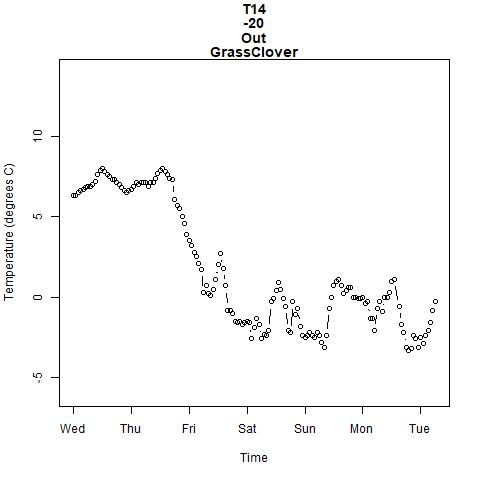 T14
-20
Out
GrassClover
Temperature (degrees C)
10
5
0
-5
Wed Thu Fri Sat Sun Mon Tue
Time